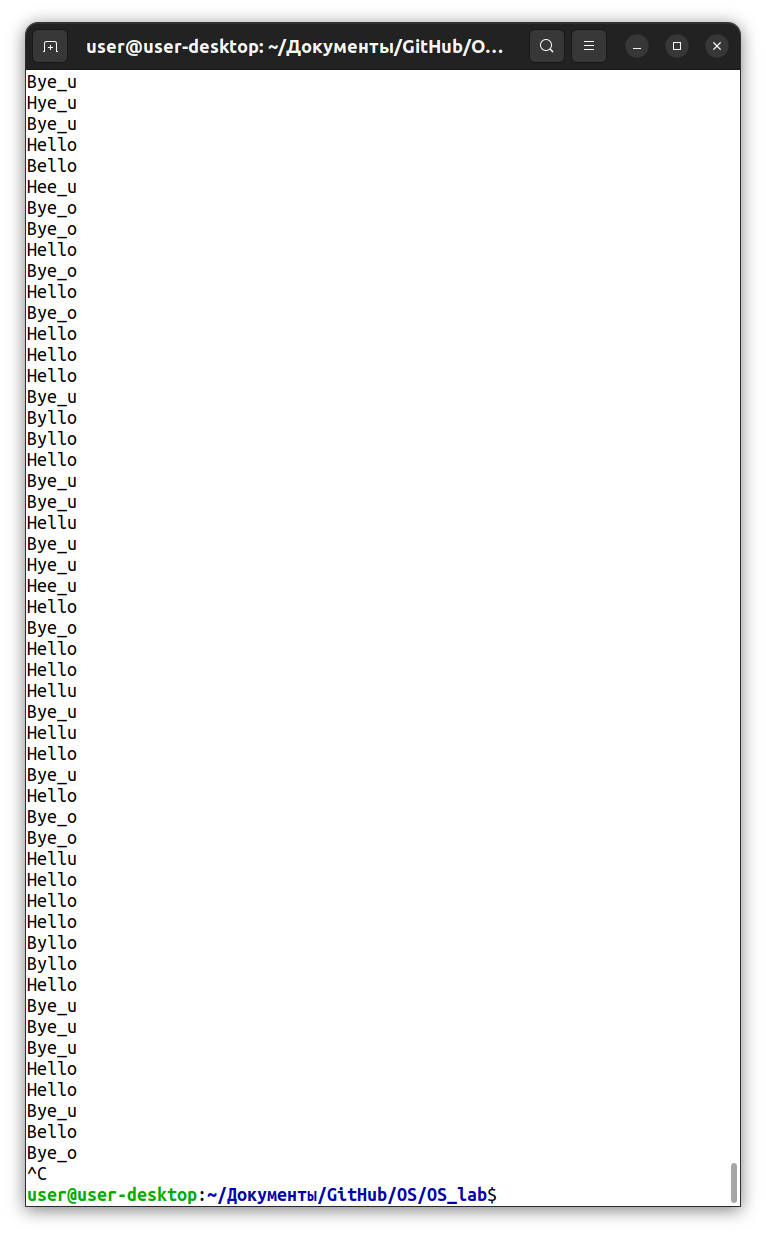 user@user-desktop: ~/Документы/GitHub/O...
Bye_u
Hye_u
Bye_u
Hello
Bello
Hee_u
Bye_o
Bye_o
Hello
Bye_o
Hello
Bye_o
Hello
Hello
Hello
Bye_u
Byllo
Byllo
Hello
Bye_u
Bye_u
Hellu
Bye_u
Hye_u
Hee_u
Hello
Bye_o
Hello
Hello
Hellu
Bye_u
Hellu
Hello
Bye_u
Hello
Bye_o
Bye_o
Hellu
Hello
Hello
Hello
Byllo
Byllo
Hello
Bye_u
Bye_u
Bye_u
Hello
Hello
Bye_u
Bello
Bye_o
^C
user@user-desktop:~/Документы/GitHub/OS/OS_lab$